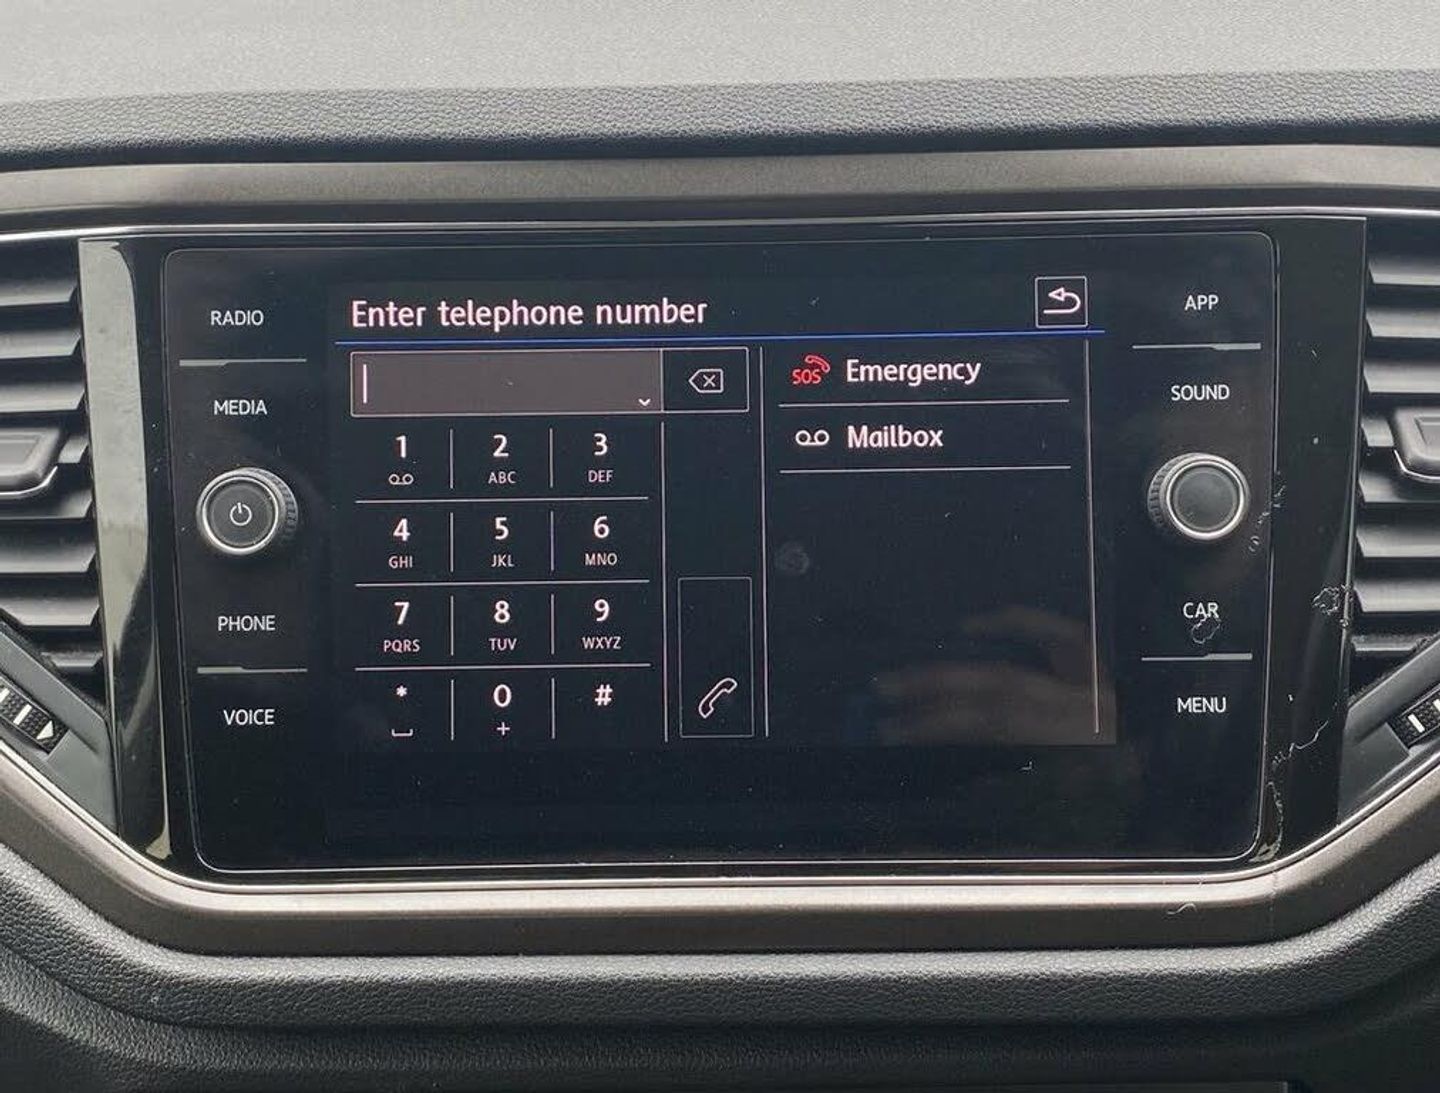 RADIO
MEDIA
PHONE
VOICE
Enter telephone number
1 2 3
ABC DEF
4 5 6
GHI JKL MNO
7 8 9
PQRS TUV WXYZ
* 0 #
+
SOS Emergency
Mailbox
APP
SOUND
CAR
MENU